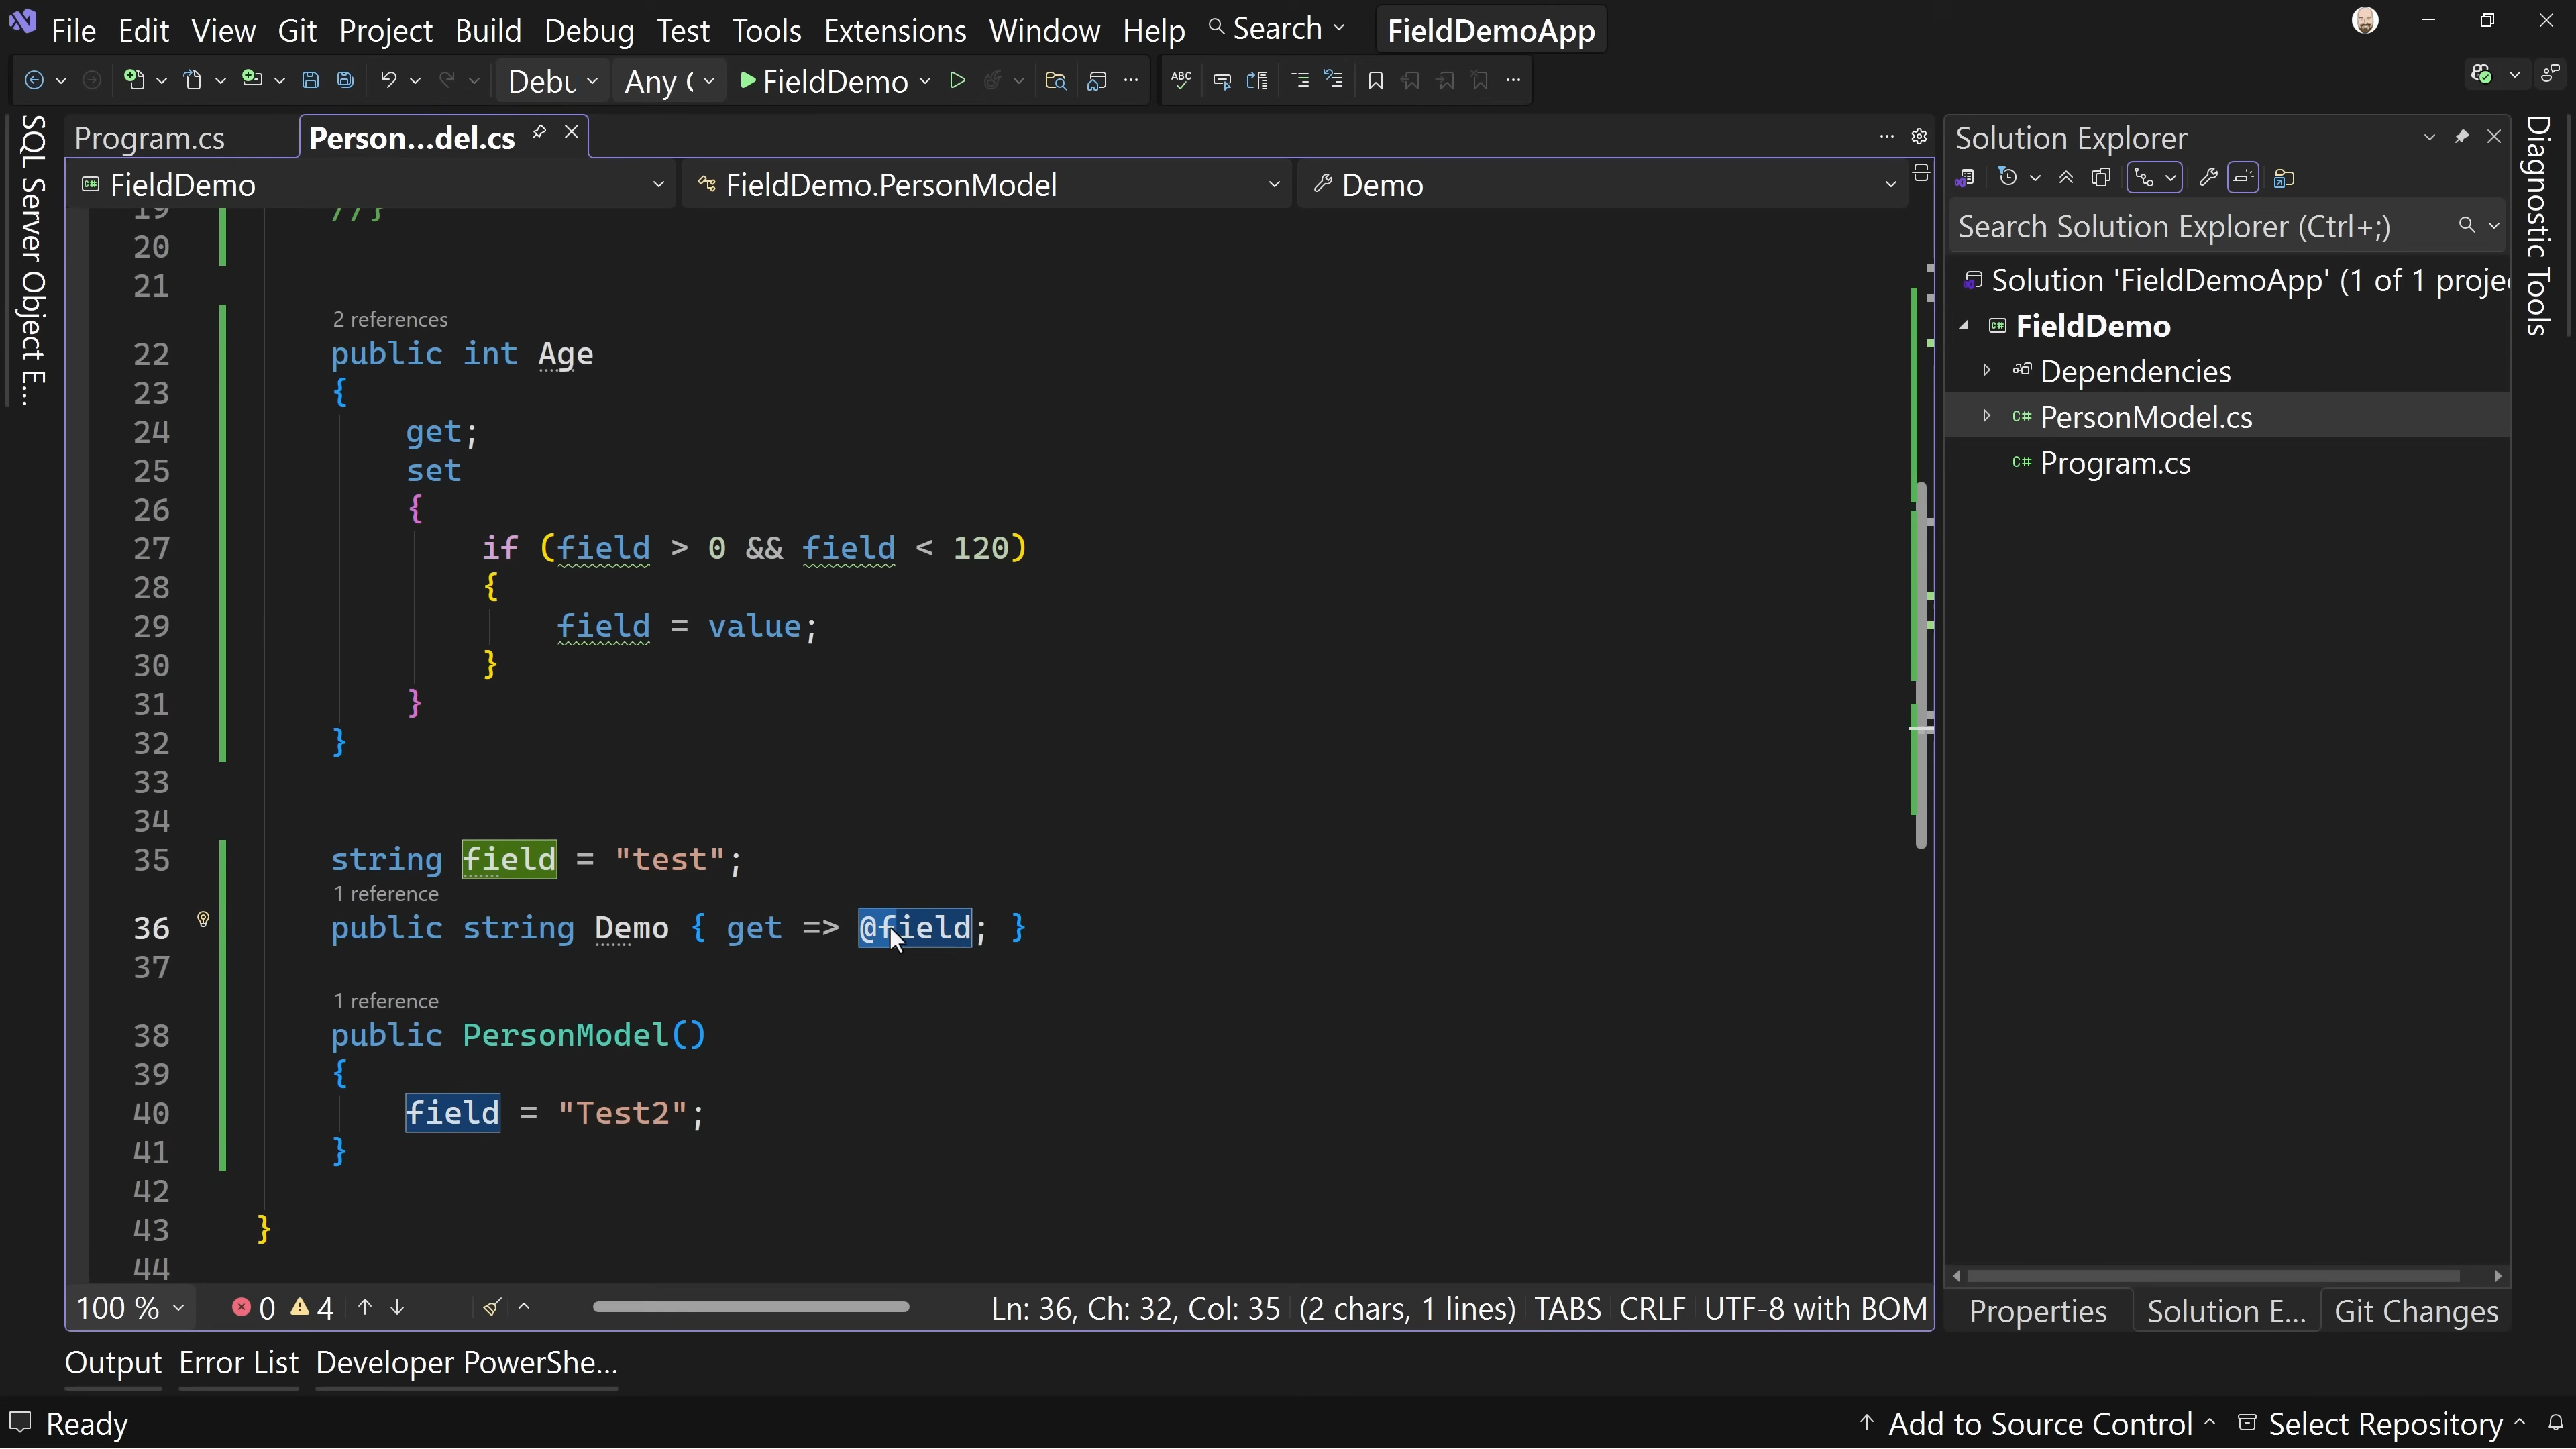 File Edit View Git Project Build Debug Test Tools Extensions Window Help Search FieldDemoApp
Debu Any FieldDemo
Program.cs Person...del.cs
FieldDemo FieldDemo.PersonModel Demo
SQL Server Object E...
19 //}
20
21
2 references
22 public int Age
23 {
24 get;
25 set
26 {
27 if (field > 0 && field < 120)
28 {
29 field = value;
30 }
31 }
32 }
33
34
35 string field = "test";
1 reference
36 public string Demo { get => @field; }
37
1 reference
38 public PersonModel()
39 {
40 field = "Test2";
41 }
42
43 }
44
100 % 0 4 Ln: 36, Ch: 32, Col: 35 (2 chars, 1 lines) TABS CRLF UTF-8 with BOM
Solution Explorer
Search Solution Explorer (Ctrl+;)
Solution 'FieldDemoApp' (1 of 1 proje
FieldDemo
Dependencies
C# PersonModel.cs
C# Program.cs
Properties Solution E... Git Changes
Diagnostic Tools
Output Error List Developer PowerShe...
Ready Add to Source Control Select Repository